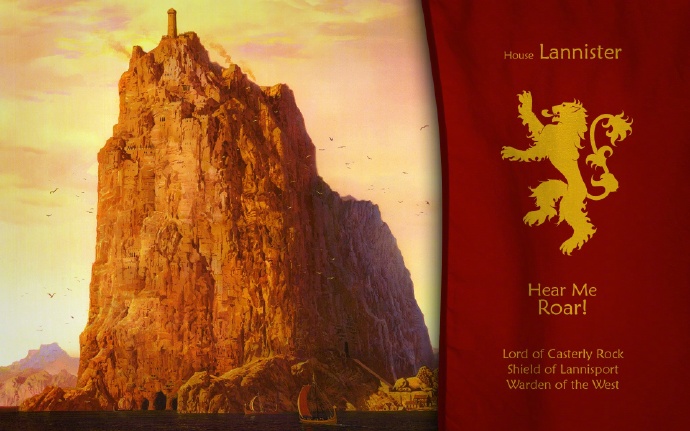 House Lannister
Hear Me
Roar!
Lord of Casterly Rock
Shield of Lannisport
Warden of the West